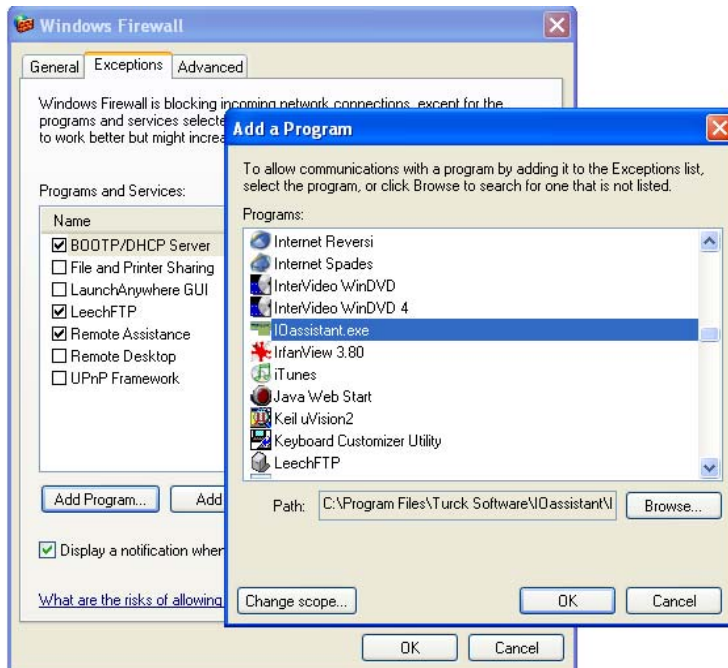 Windows Firewall
General Exceptions Advanced
Windows Firewall is blocking incoming network connections, except for the
programs and services selecte
to work better but might increa
Programs and Services:
Name
BOOTP/DHCP Server
File and Printer Sharing
LaunchAnywhere GUI
LeechFTP
Remote Assistance
Remote Desktop
UPnP Framework
Add Program...
Add
Display a notification when
What are the risks of allowing
OK
Cancel
Add a Program
To allow communications with a program by adding it to the Exceptions list,
select the program, or click Browse to search for one that is not listed.
Programs:
Internet Reversi
Internet Spades
InterVideo WinDVD
InterVideo WinDVD 4
IOassistant.exe
IrfanView 3.80
iTunes
Java Web Start
Keil uVision2
Keyboard Customizer Utility
LeechFTP
Path: C:\Program Files\Turck Software\IOassistant\I
Browse...
Change scope...
OK
Cancel